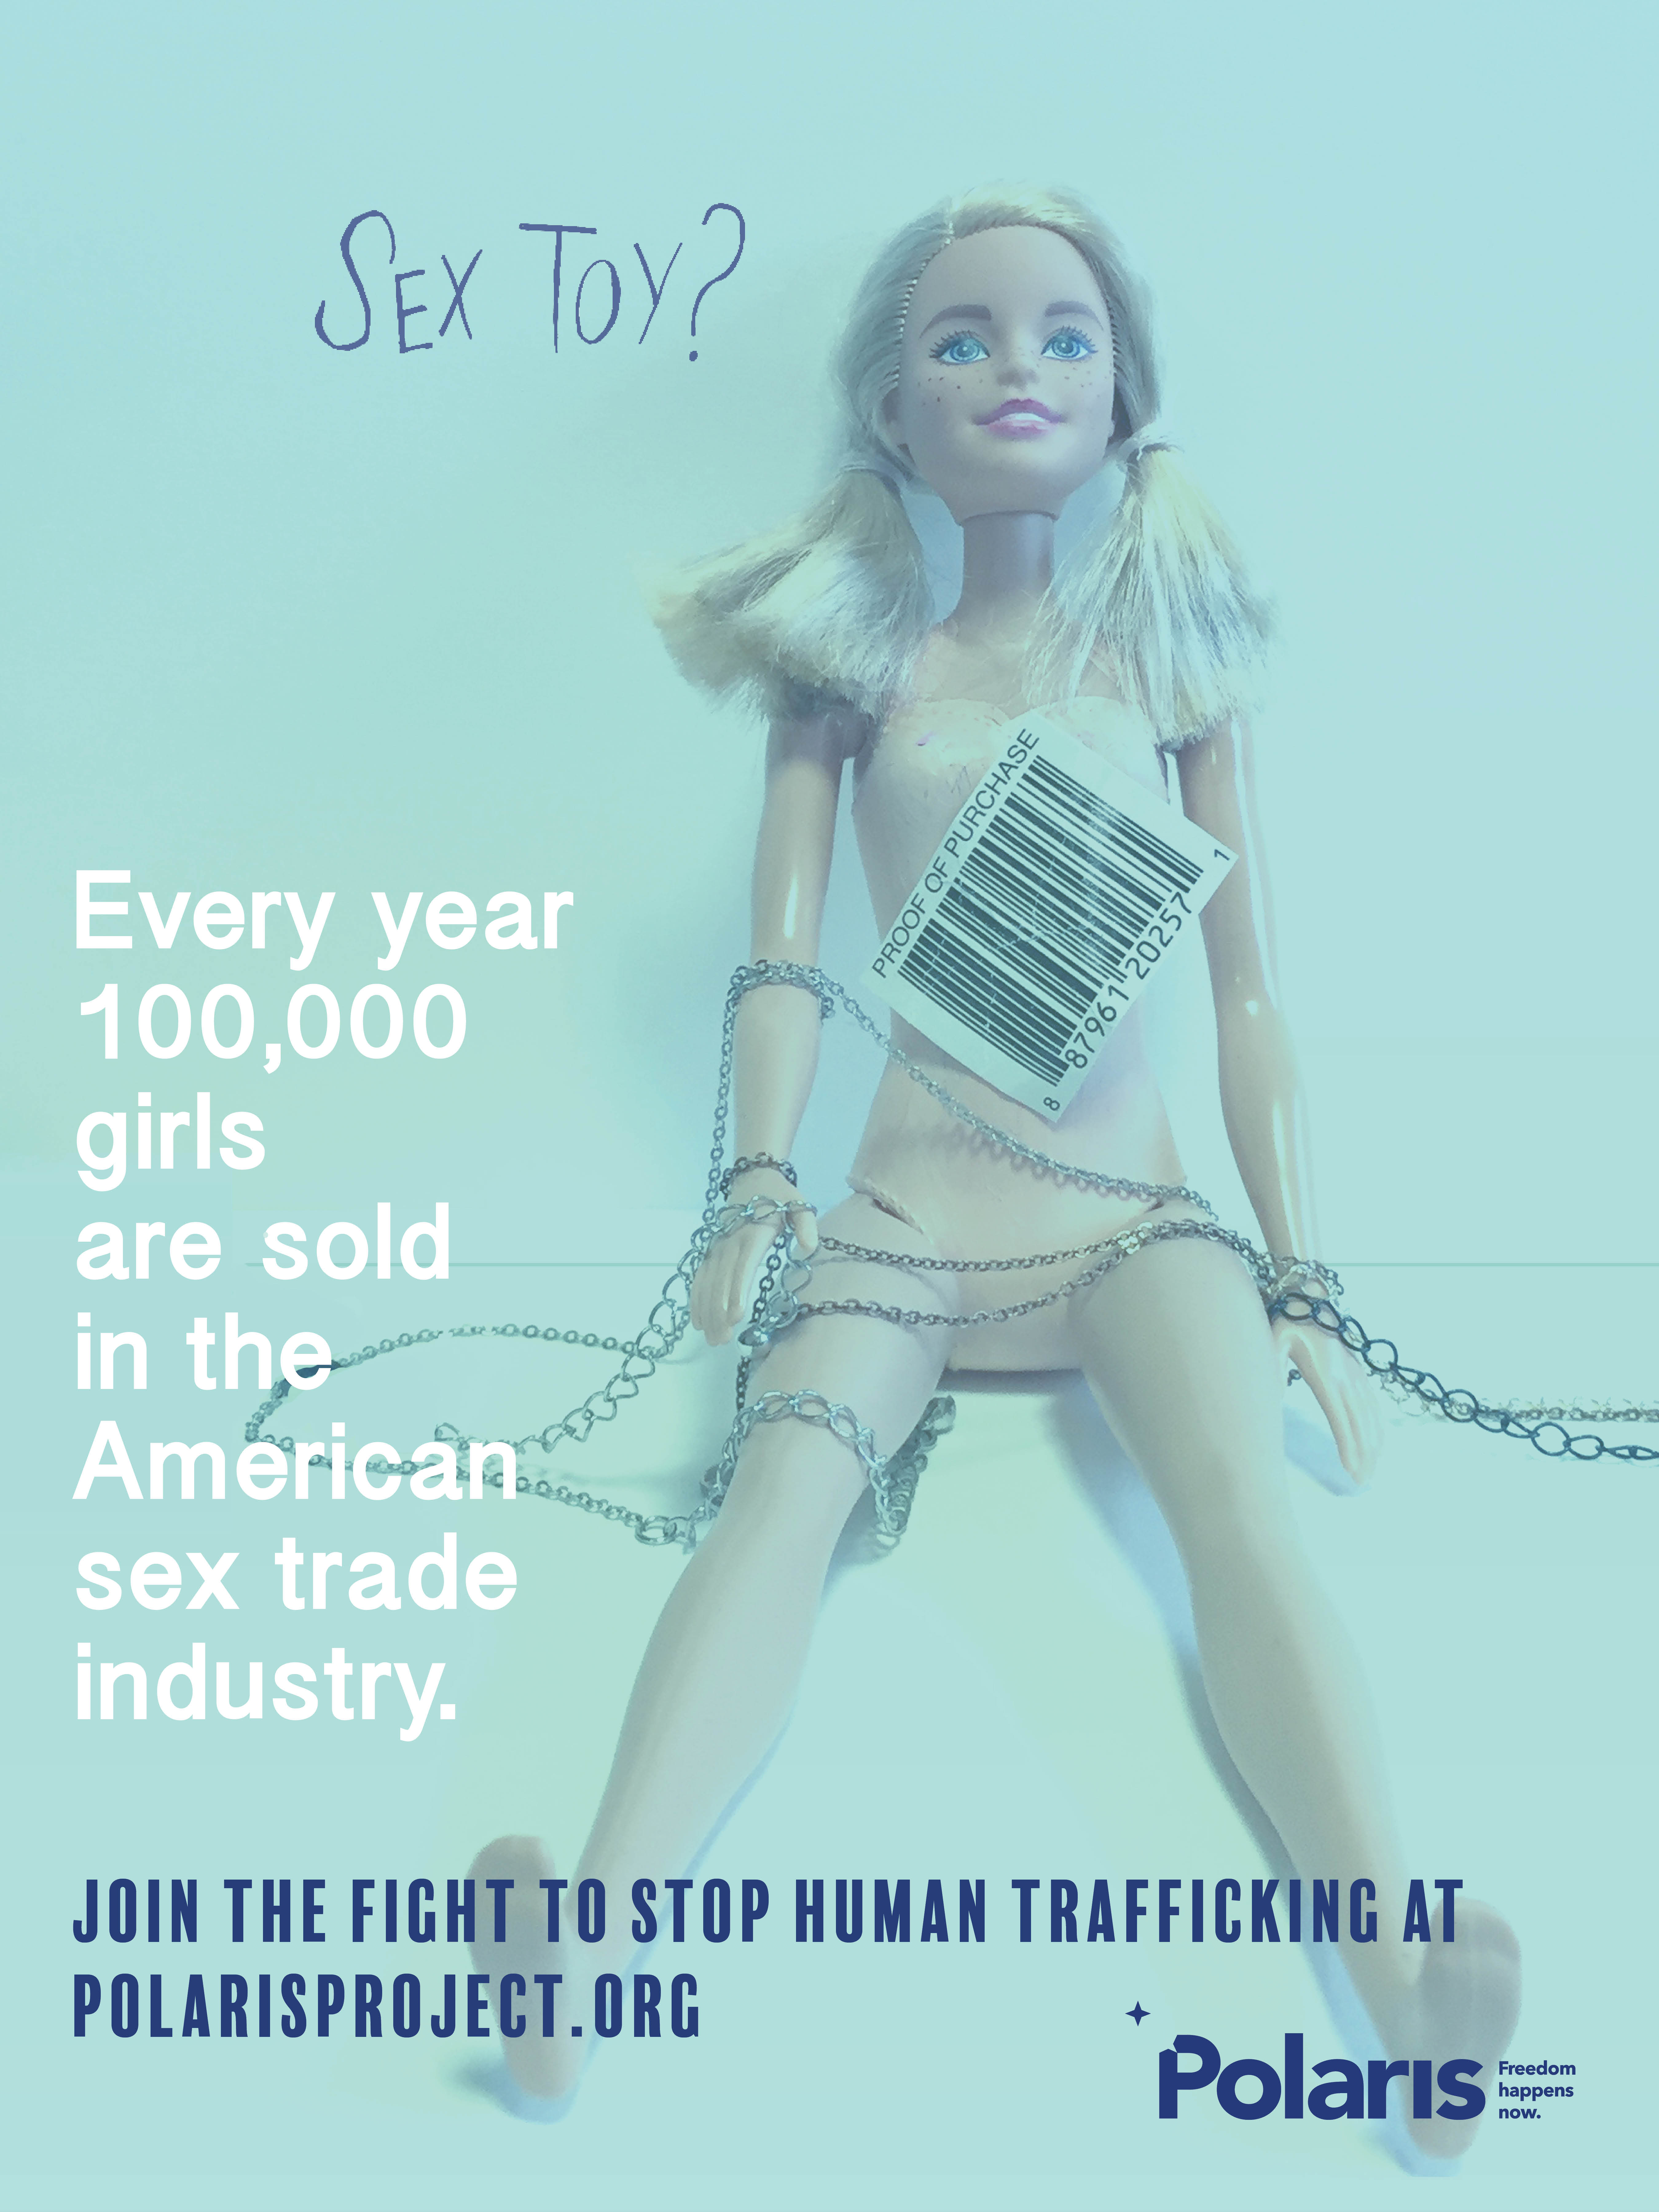 SEX TOY?
PROOF OF PURCHASE
8 87961 20257 1
Every year
100,000
girls
are sold
in the
American
sex trade
industry.
JOIN THE FIGHT TO STOP HUMAN TRAFFICKING AT
POLARISPROJECT.ORG
Polaris
Freedom
happens
now.